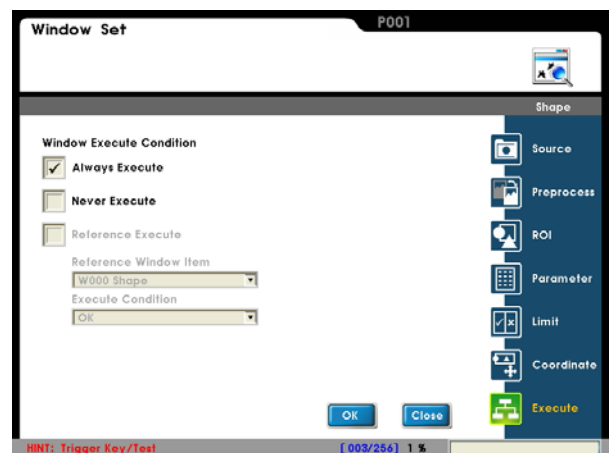 Window Set
P001
Shape
Window Execute Condition
Always Execute
Never Execute
Reference Execute
Reference Window Item
W000 Shape
Execute Condition
OK
OK
Close
Source
Preprocess
ROI
Parameter
Limit
Coordinate
Execute
HINT: Trigger Key/Test
[003/256] 1 %